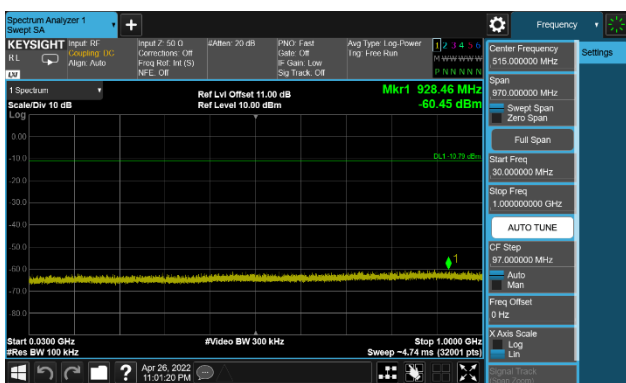 Spectrum Analyzer 1
Swept SA
Frequency
KEYSIGHT
RL
Input: RF
Coupling: DC
Align: Auto
Input Z: 50 Ω
Corrections: Off
Freq Ref: Int (S)
NFE: Off
#Atten: 20 dB
PNO: Fast
Gate: Off
IF Gain: Low
Sig Track: Off
Avg Type: Log-Power
Trig: Free Run
1 2 3 4 5 6
M W W W W W
P N N N N N
Center Frequency
515.000000 MHz
Settings
Span
970.000000 MHz
Swept Span
Zero Span
Full Span
Start Freq
30.000000 MHz
Stop Freq
1.000000000 GHz
AUTO TUNE
CF Step
97.000000 MHz
Auto
Man
Freq Offset
0 Hz
X Axis Scale
Log
Lin
Signal Track
(Span Zoom)
LXI
1 Spectrum
Scale/Div 10 dB
Log
Ref Lvl Offset 11.00 dB
Ref Level 10.00 dBm
Mkr1 928.46 MHz
-60.45 dBm
0.00
-10.0
-20.0
-30.0
-40.0
-50.0
-60.0
-70.0
-80.0
DL1 -10.79 dBm
1
Start 0.0300 GHz
#Res BW 100 kHz
#Video BW 300 kHz
Stop 1.0000 GHz
Sweep ~4.74 ms (32001 pts)
Apr 26, 2022
11:01:20 PM